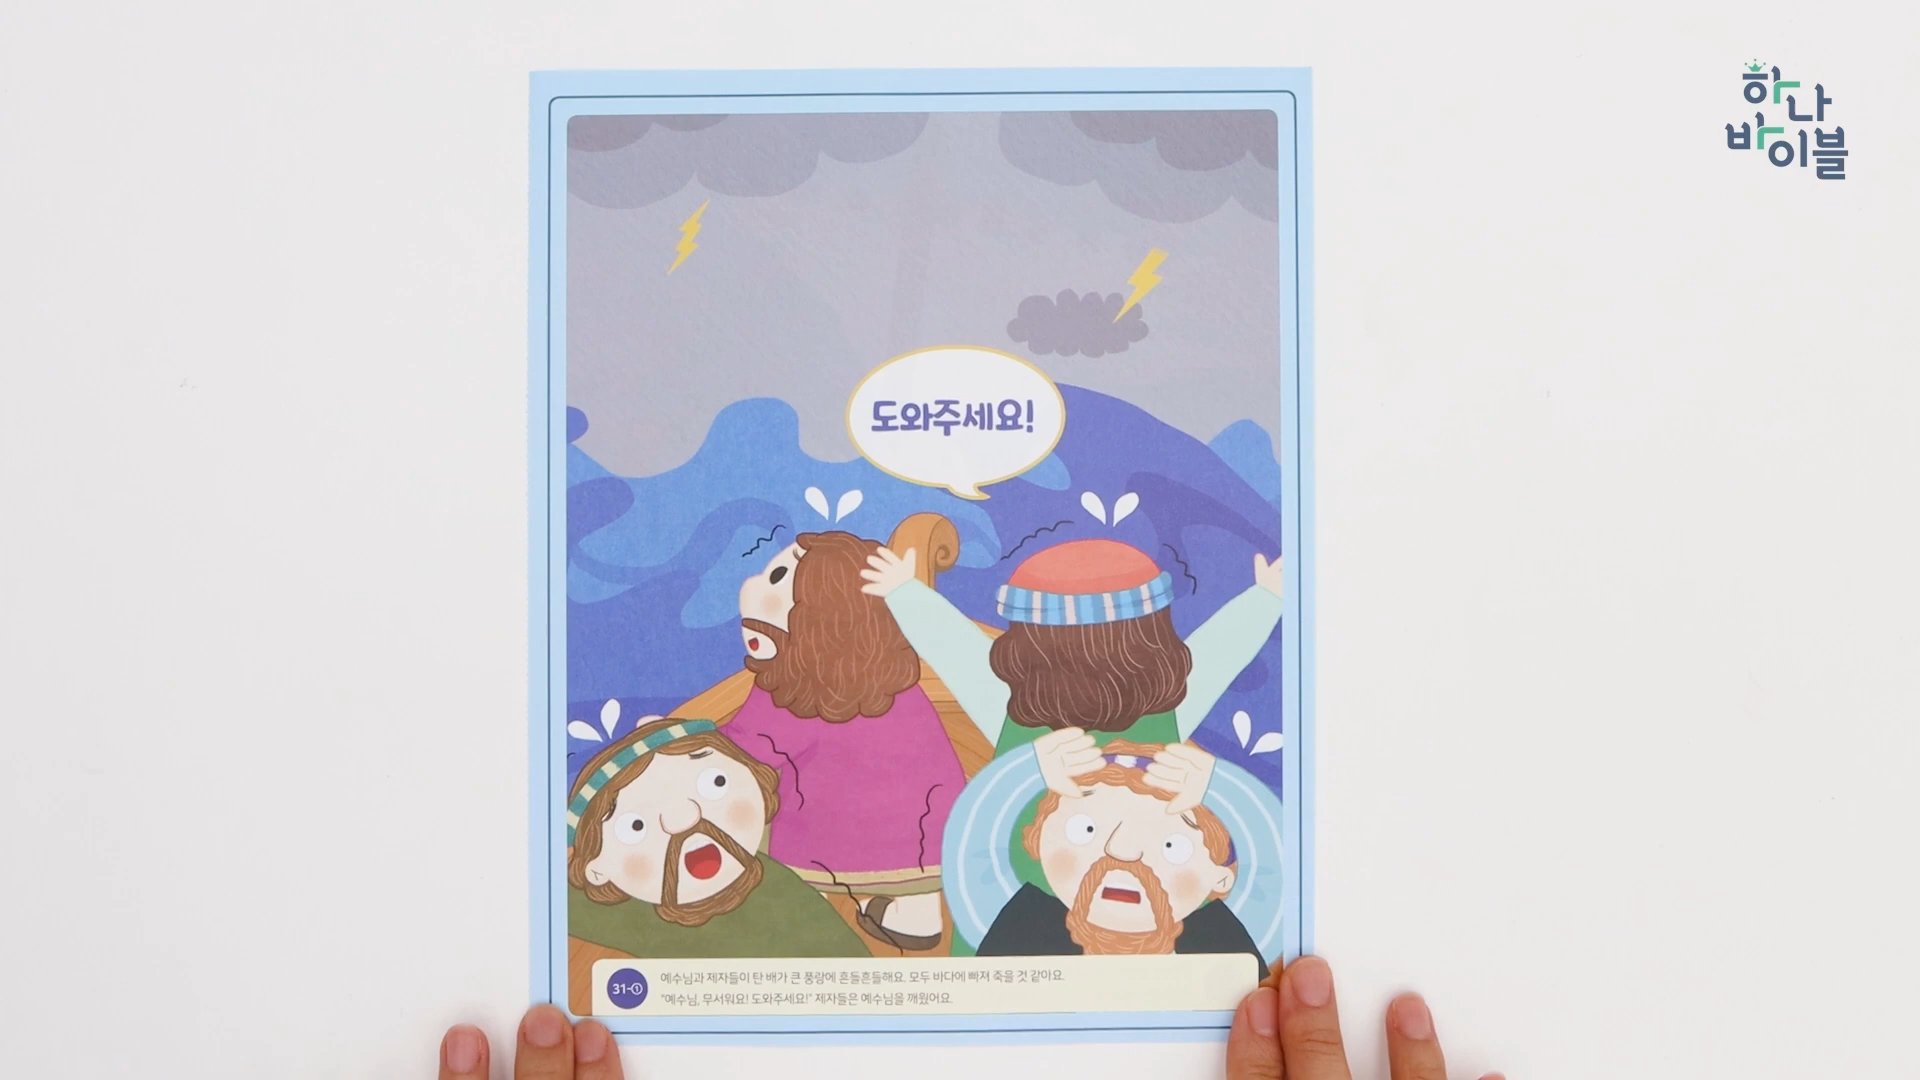 하나
바이블
도와주세요!
31-①
예수님과 제자들이 탄 배가 큰 풍랑에 흔들흔들해요. 모두 바다에 빠져 죽을 것 같아요.
"예수님, 무서워요! 도와주세요!" 제자들은 예수님을 깨웠어요.